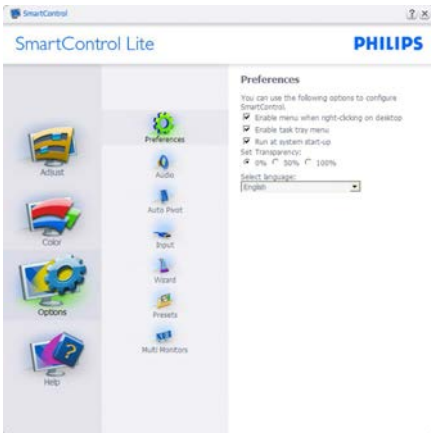 SmartControl
SmartControl Lite
PHILIPS
Adjust
Color
Options
Help
Preferences
Audio
Auto Pivot
Input
Wizard
Presets
Multi Monitors
Preferences
You can use the following options to configure
SmartControl.
Enable menu when right-clicking on desktop
Enable task tray menu
Run at system start-up
Set Transparency:
0% 50% 100%
Select language:
English